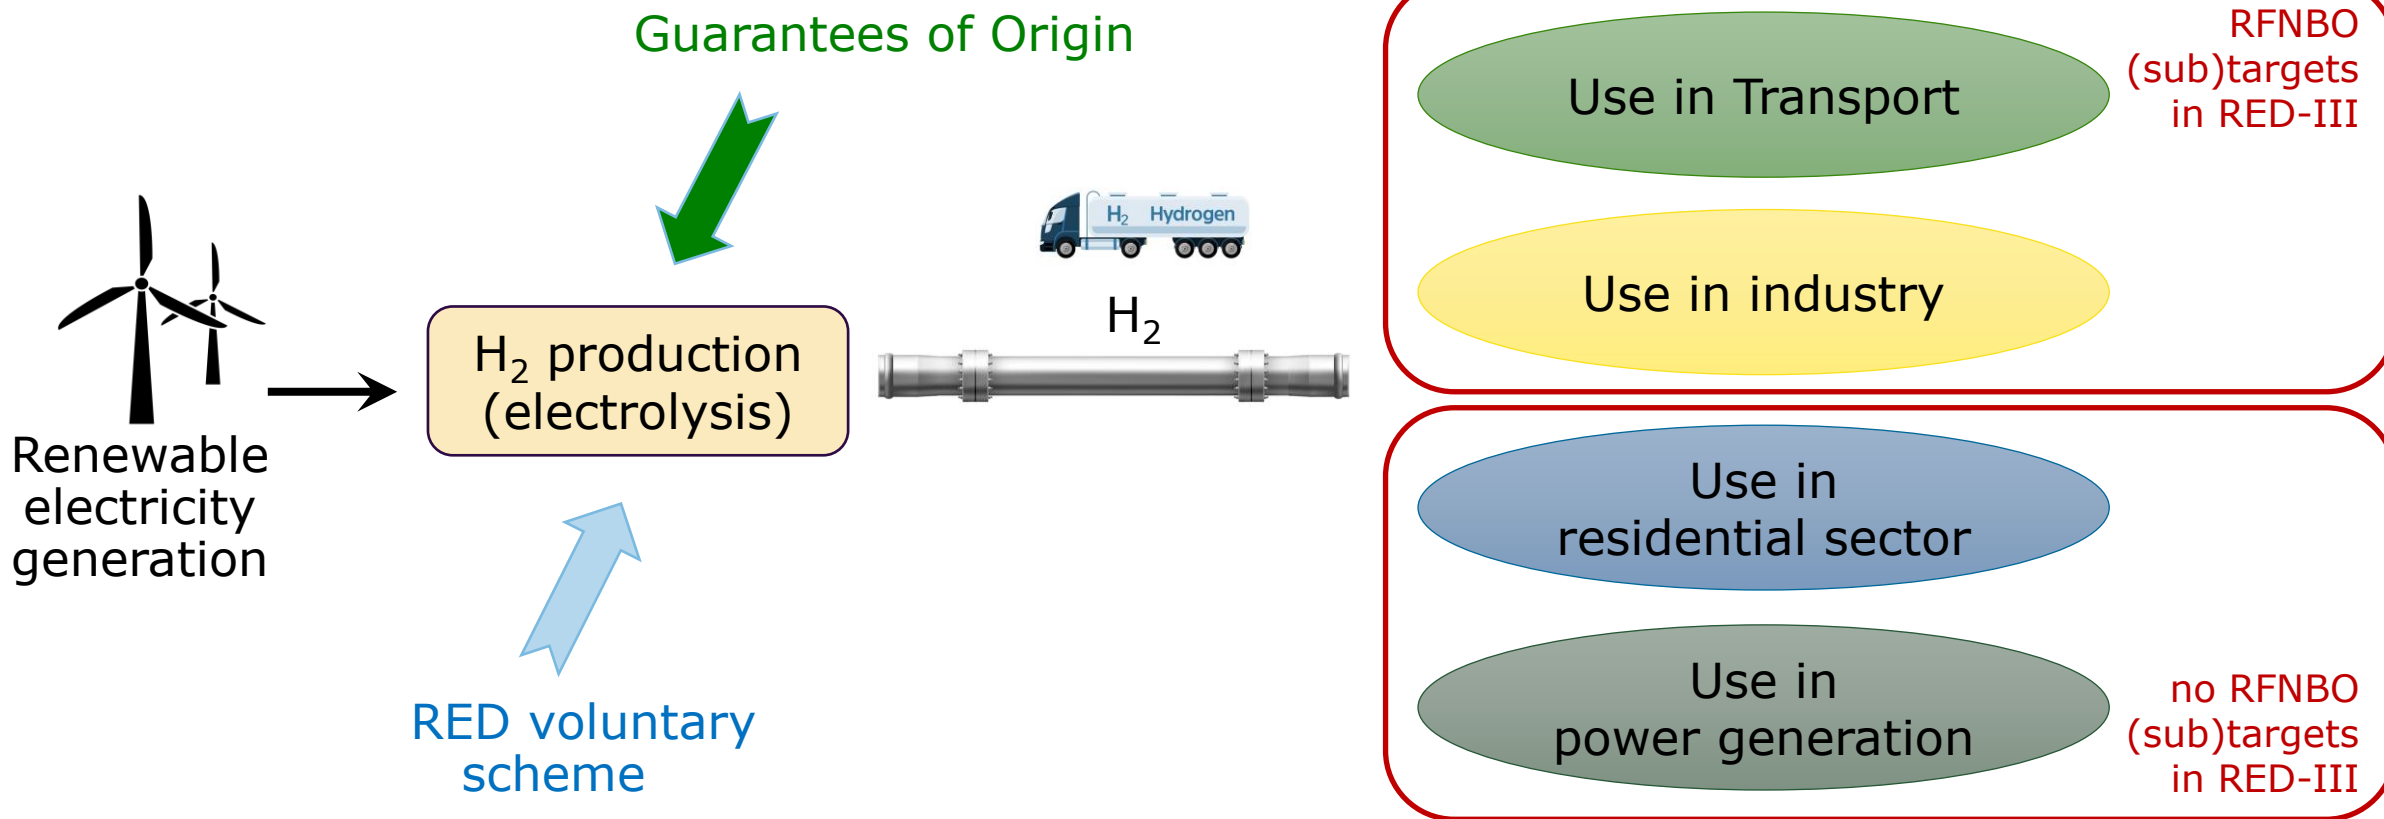 Guarantees of Origin
Renewable
electricity
generation
H₂ production
(electrolysis)
RED voluntary
scheme
H₂ Hydrogen
H₂
Use in Transport
RFNBO
(sub)targets
in RED-III
Use in industry
Use in
residential sector
Use in
power generation
no RFNBO
(sub)targets
in RED-III